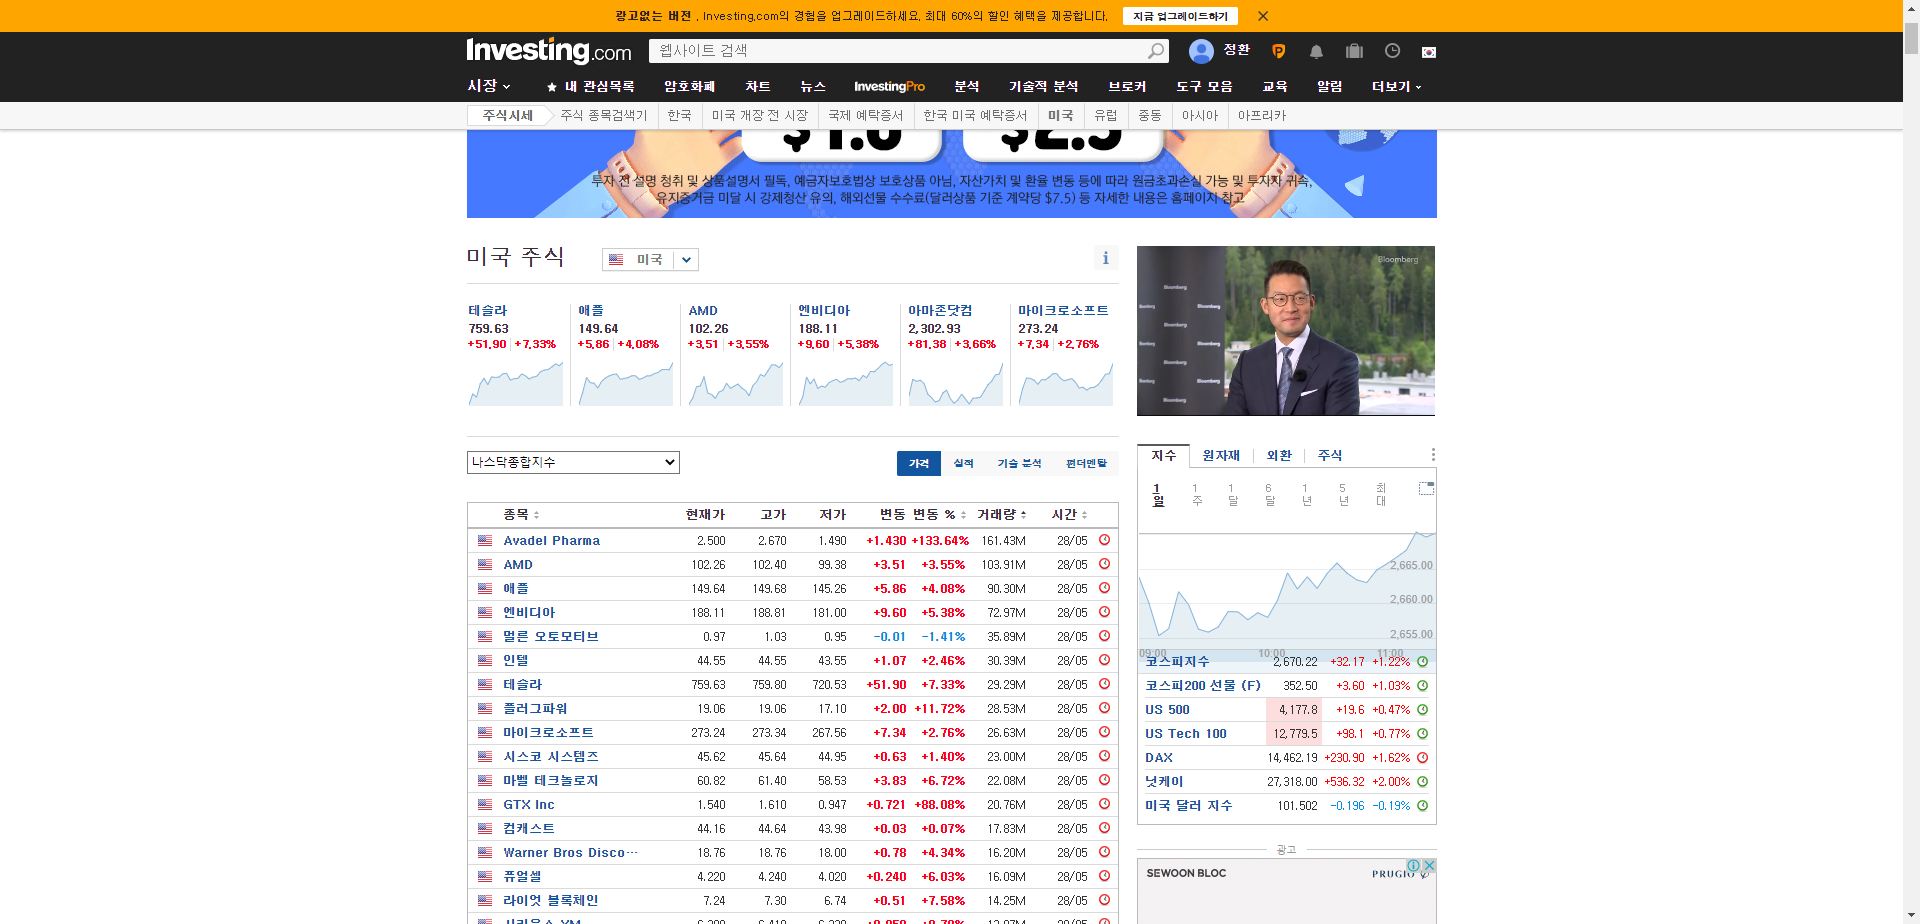 광고없는 버전 . Investing.com의 경험을 업그레이드하세요. 최대 60%의 할인 혜택을 제공합니다. 지금 업그레이드하기
Investing.com 웹사이트 검색 정환
시장 내 관심목록 암호화폐 차트 뉴스 InvestingPro 분석 기술적 분석 브로커 도구 모음 교육 알림 더보기
주식시세 주식 종목검색기 한국 미국 개장 전 시장 국제 예탁증서 한국 미국 예탁증서 미국 유럽 중동 아시아 아프리카
투자 전 설명 청취 및 상품설명서 필독, 예금자보호법상 보호상품 아님, 자산가치 및 환율 변동 등에 따라 원금초과손실 가능 및 투자자 귀속,
유지증거금 미달 시 강제청산 유의, 해외선물 수수료(달러상품 기준 계약당 $7.5) 등 자세한 내용은 홈페이지 참고
미국 주식 미국
테슬라 애플 AMD 엔비디아 아마존닷컴 마이크로소프트
759.63 149.64 102.26 188.11 2,302.93 273.24
+51.90 +7.33% +5.86 +4.08% +3.51 +3.55% +9.60 +5.38% +81.38 +3.66% +7.34 +2.76%
나스닥종합지수 가격 실적 기술 분석 펀더멘탈
종목 현재가 고가 저가 변동 변동 % 거래량 시간
Avadel Pharma 2.500 2.670 1.490 +1.430 +133.64% 161.43M 28/05
AMD 102.26 102.40 99.38 +3.51 +3.55% 103.91M 28/05
애플 149.64 149.68 145.26 +5.86 +4.08% 90.30M 28/05
엔비디아 188.11 188.81 181.00 +9.60 +5.38% 72.97M 28/05
멀른 오토모티브 0.97 1.03 0.95 -0.01 -1.41% 35.89M 28/05
인텔 44.55 44.55 43.55 +1.07 +2.46% 30.39M 28/05
테슬라 759.63 759.80 720.53 +51.90 +7.33% 29.29M 28/05
플러그파워 19.06 19.06 17.10 +2.00 +11.72% 28.53M 28/05
마이크로소프트 273.24 273.34 267.56 +7.34 +2.76% 26.63M 28/05
시스코 시스템즈 45.62 45.64 44.95 +0.63 +1.40% 23.00M 28/05
마벨 테크놀로지 60.82 61.40 58.53 +3.83 +6.72% 22.08M 28/05
GTX Inc 1.540 1.610 0.947 +0.721 +88.08% 20.76M 28/05
컴캐스트 44.16 44.64 43.98 +0.03 +0.07% 17.83M 28/05
Warner Bros Disco… 18.76 18.76 18.00 +0.78 +4.34% 16.20M 28/05
퓨얼셀 4.220 4.240 4.020 +0.240 +6.03% 16.09M 28/05
라이엇 블록체인 7.24 7.30 6.74 +0.51 +7.58% 14.25M 28/05
Bloomberg
지수 원자재 외환 주식
1일 1주 1달 6달 1년 5년 최대
2,665.00
2,660.00
2,655.00
09:00 10:00 11:00
코스피지수 2,670.22 +32.17 +1.22%
코스피200 선물 (F) 352.50 +3.60 +1.03%
US 500 4,177.8 +19.6 +0.47%
US Tech 100 12,779.5 +98.1 +0.77%
DAX 14,462.19 +230.90 +1.62%
닛케이 27,318.00 +536.32 +2.00%
미국 달러 지수 101.502 -0.196 -0.19%
광고
SEWOON BLOC PRUGIO